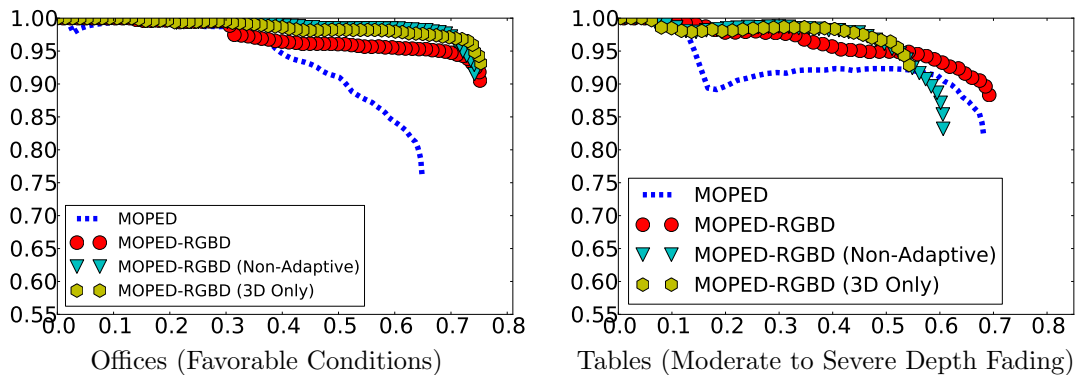 1.00
0.95
0.90
0.85
0.80
0.75
0.70
0.65
0.60
0.55
0.0 0.1 0.2 0.3 0.4 0.5 0.6 0.7 0.8
MOPED
MOPED-RGBD
MOPED-RGBD (Non-Adaptive)
MOPED-RGBD (3D Only)
Offices (Favorable Conditions)
1.00
0.95
0.90
0.85
0.80
0.75
0.70
0.65
0.60
0.55
0.0 0.1 0.2 0.3 0.4 0.5 0.6 0.7 0.8
MOPED
MOPED-RGBD
MOPED-RGBD (Non-Adaptive)
MOPED-RGBD (3D Only)
Tables (Moderate to Severe Depth Fading)